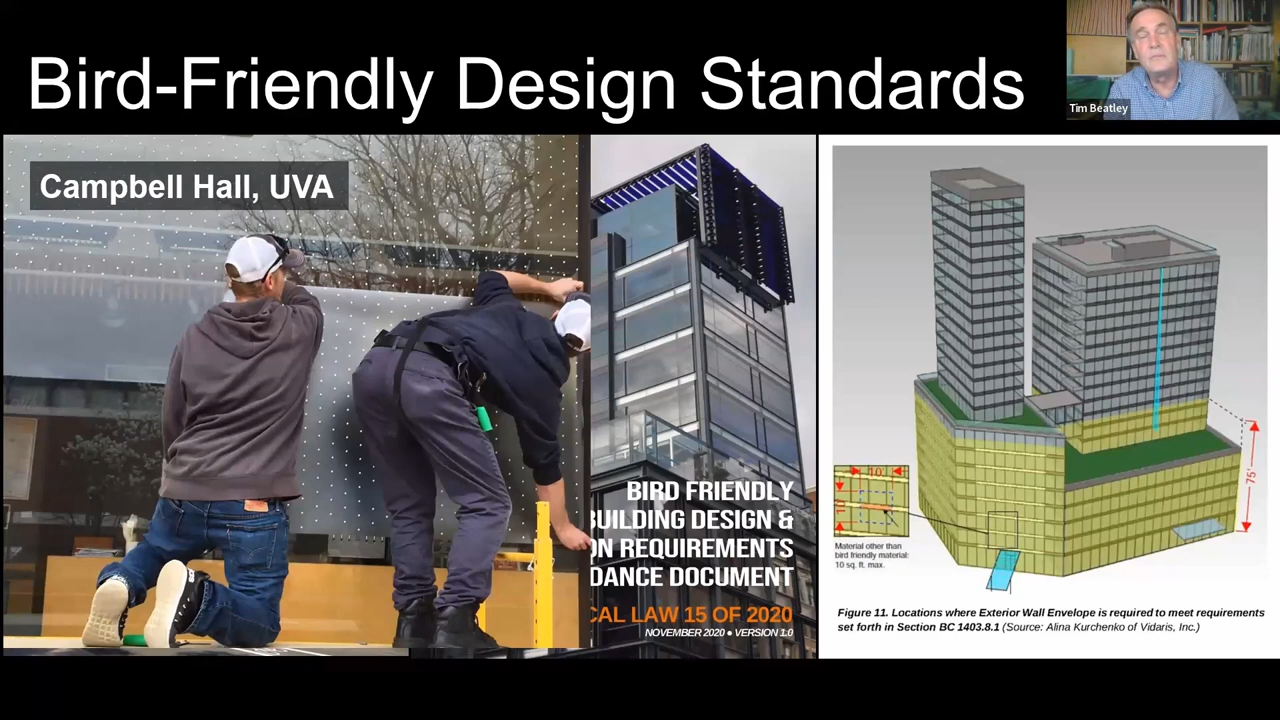 Bird-Friendly Design Standards
Tim Beatley
Campbell Hall, UVA
BIRD FRIENDLY
BUILDING DESIGN &
ON REQUIREMENTS
DANCE DOCUMENT
CAL LAW 15 OF 2020
NOVEMBER 2020 ● VERSION 1.0
10'
75'
Material other than
bird friendly material:
10 sq. ft. max.
Figure 11. Locations where Exterior Wall Envelope is required to meet requirements
set forth in Section BC 1403.8.1 (Source: Alina Kurchenko of Vidaris, Inc.)